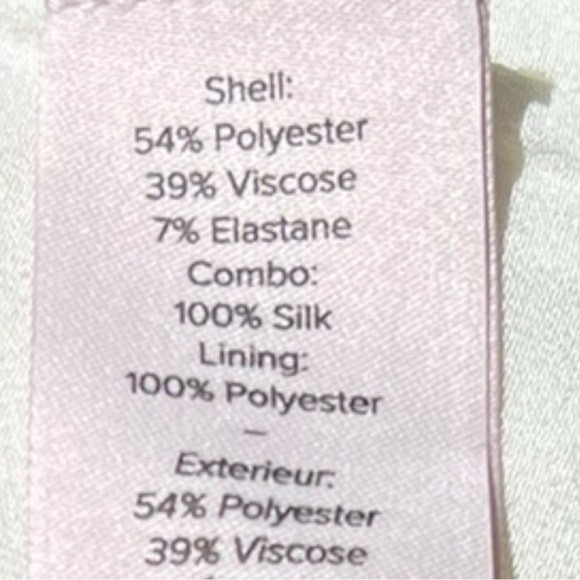 Shell:
54% Polyester
39% Viscose
7% Elastane
Combo:
100% Silk
Lining:
100% Polyester
—
Exterieur:
54% Polyester
39% Viscose